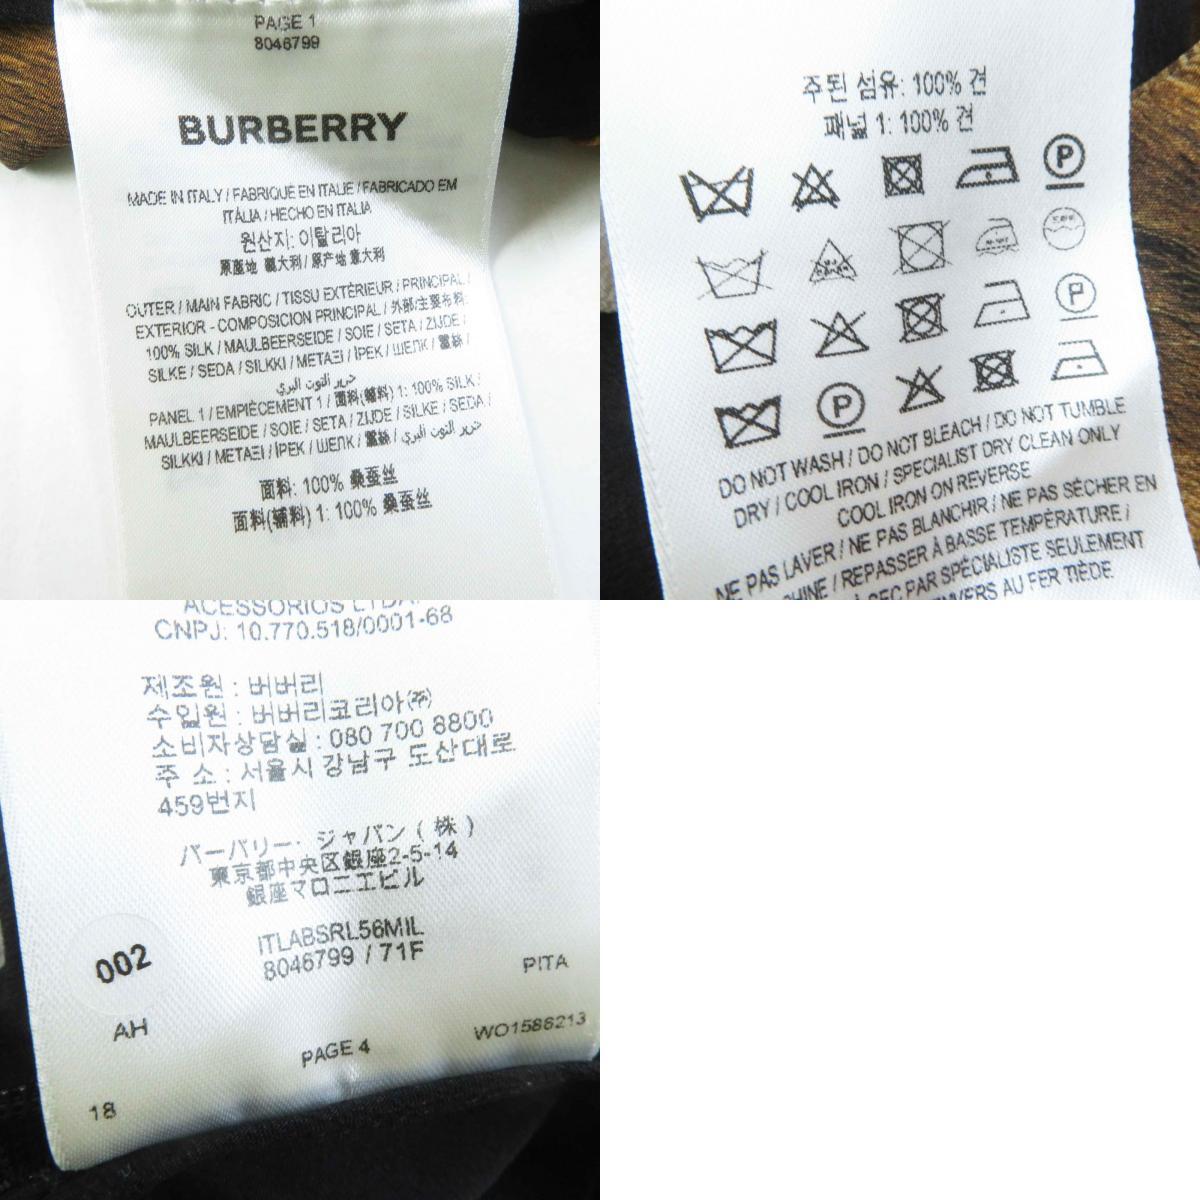 PAGE 1
8046799
BURBERRY
MADE IN ITALY / FABRIQUÉ EN ITALIE / FABRICADO EM
ITÁLIA / HECHO EN ITALIA
원산지: 이탈리아
原產地 義大利 / 原产地 意大利
OUTER / MAIN FABRIC / TISSU EXTÉRIEUR / PRINCIPAL /
EXTERIOR - COMPOSICION PRINCIPAL / 外部/主要布料:
100% SILK / MAULBEERSEIDE / SOIE / SETA / ZIJDE /
SILKE / SEDA / SILKKI / ΜΕΤΑΞΙ / İPEK / ШЕЛК / 蠶絲 /
حرير التوت البري
PANEL 1 / EMPIÈCEMENT 1 / 面料(輔料) 1: 100% SILK /
MAULBEERSEIDE / SOIE / SETA / ZIJDE / SILKE / SEDA /
SILKKI / ΜΕΤΑΞΙ / İPEK / ШЕЛК / 蠶絲 / حرير التوت البري
面料: 100% 桑蚕丝
面料(辅料) 1: 100% 桑蚕丝
주된 섬유: 100% 견
패널 1: 100% 견
P
P
P
DO NOT WASH / DO NOT BLEACH / DO NOT TUMBLE
DRY / COOL IRON / SPECIALIST DRY CLEAN ONLY
COOL IRON ON REVERSE
NE PAS LAVER / NE PAS BLANCHIR / NE PAS SÉCHER EN
REPASSER À BASSE TEMPÉRATURE /
PAR SPÉCIALISTE SEULEMENT
AU FER TIÈDE
ACESSÓRIOS LTDA.
CNPJ: 10.770.518/0001-68
제조원 : 버버리
수입원 : 버버리코리아㈜
소비자상담실 : 080 700 8800
주 소 : 서울시 강남구 도산대로
459번지
バーバリー・ジャパン ( 株 )
東京都中央区銀座2-5-14
銀座マロニエビル
002
ITLABSRL56MIL
8046799 / 71F
PITA
AH
WO1586213
PAGE 4
18